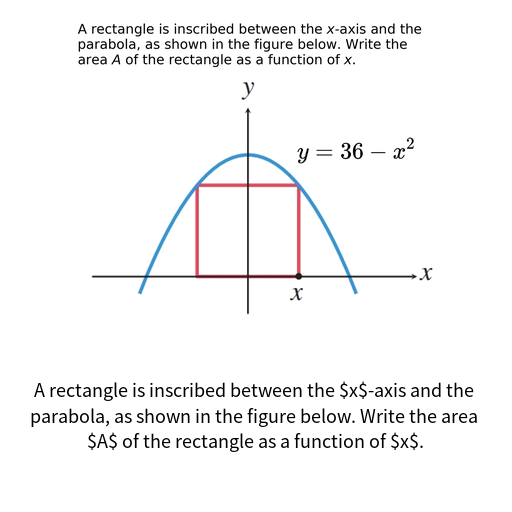 A rectangle is inscribed between the x-axis and the
parabola, as shown in the figure below. Write the
area A of the rectangle as a function of x.
y
y = 36 − x²
x
x
A rectangle is inscribed between the $x$-axis and the
parabola, as shown in the figure below. Write the area
$A$ of the rectangle as a function of $x$.